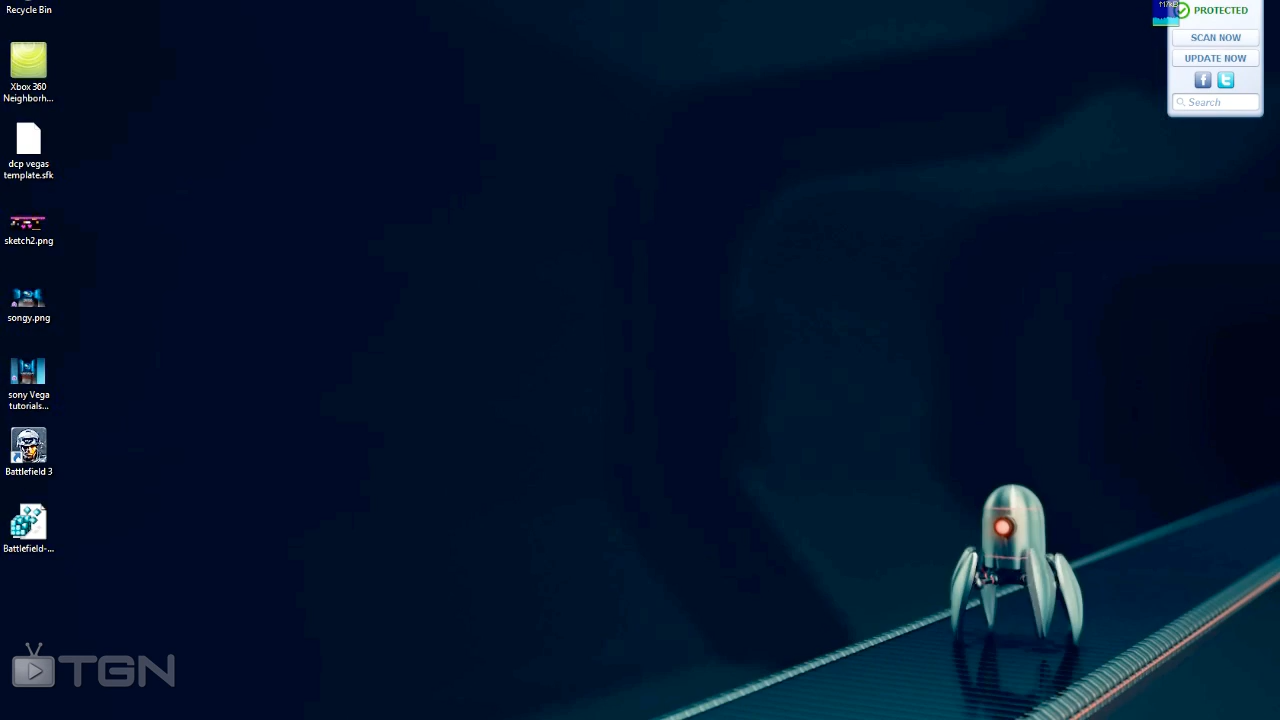 Recycle Bin
Xbox 360
Neighborh...
dcp vegas
template.sfk
sketch2.png
songy.png
sony Vega
tutorials...
Battlefield 3
Battlefield-...
TGN
PROTECTED
SCAN NOW
UPDATE NOW
f t
Search